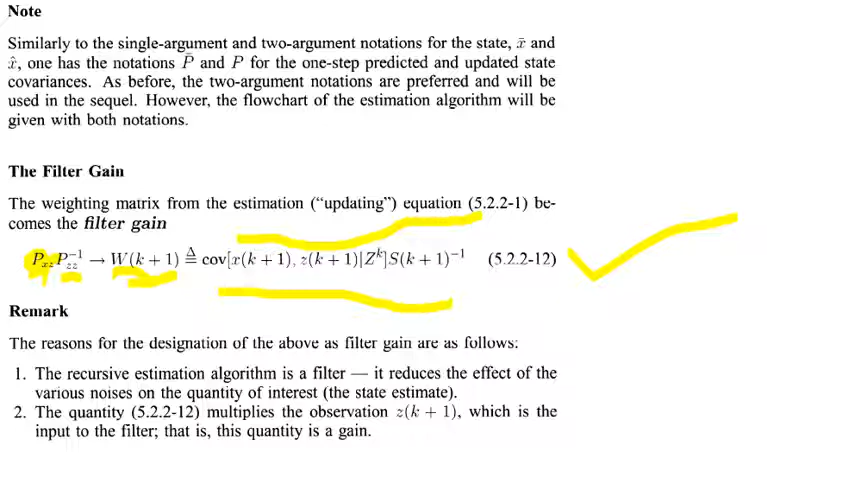 Note
Similarly to the single-argument and two-argument notations for the state, x̄ and
x̂, one has the notations P̄ and P for the one-step predicted and updated state
covariances. As before, the two-argument notations are preferred and will be
used in the sequel. However, the flowchart of the estimation algorithm will be
given with both notations.
The Filter Gain
The weighting matrix from the estimation (“updating”) equation (5.2.2-1) be-
comes the filter gain
P_{xz}P_{zz}^{-1} → W(k + 1) ≜ cov[x(k + 1), z(k + 1)|Z^k]S(k + 1)^{-1} (5.2.2-12)
Remark
The reasons for the designation of the above as filter gain are as follows:
1. The recursive estimation algorithm is a filter — it reduces the effect of the
various noises on the quantity of interest (the state estimate).
2. The quantity (5.2.2-12) multiplies the observation z(k + 1), which is the
input to the filter; that is, this quantity is a gain.